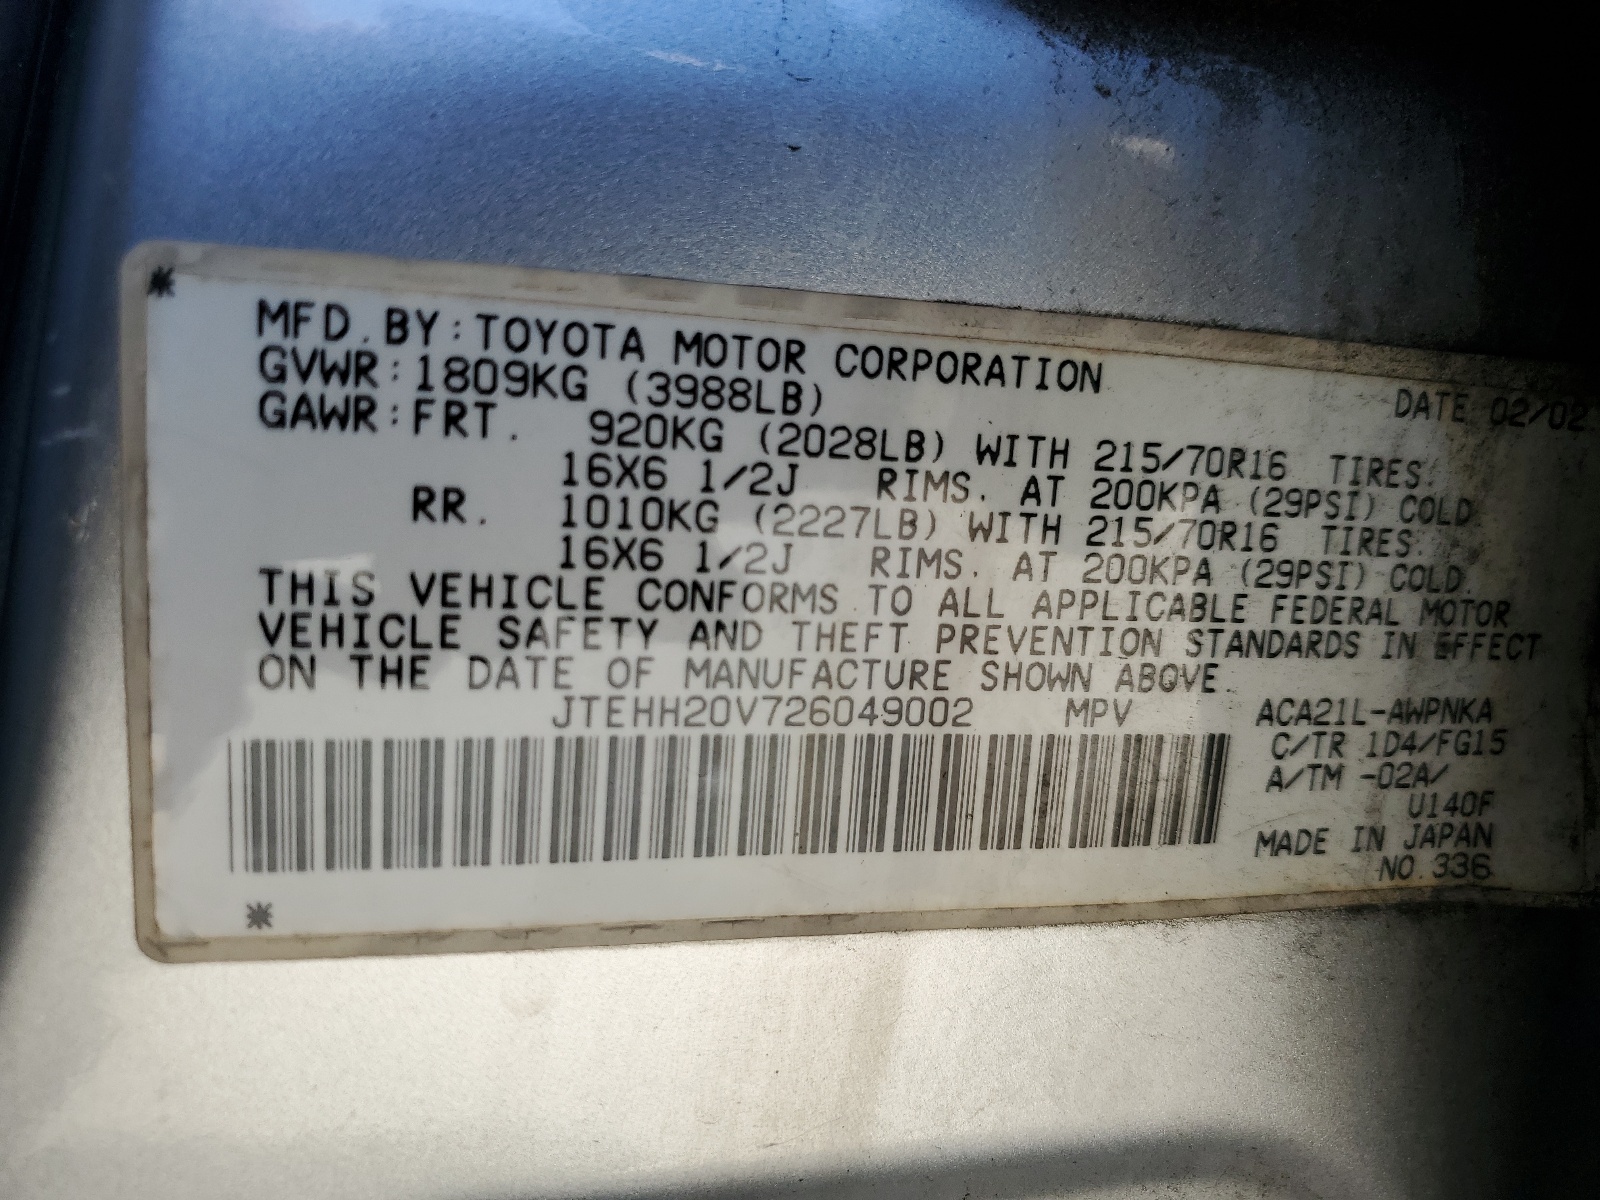 MFD. BY: TOYOTA MOTOR CORPORATION DATE 02/02
GVWR: 1809KG (3988LB)
GAWR: FRT. 920KG (2028LB) WITH 215/70R16 TIRES.
16X6 1/2J RIMS. AT 200KPA (29PSI) COLD.
RR. 1010KG (2227LB) WITH 215/70R16 TIRES.
16X6 1/2J RIMS. AT 200KPA (29PSI) COLD.
THIS VEHICLE CONFORMS TO ALL APPLICABLE FEDERAL MOTOR
VEHICLE SAFETY AND THEFT PREVENTION STANDARDS IN EFFECT
ON THE DATE OF MANUFACTURE SHOWN ABOVE.
JTEHH20V726049002 MPV ACA21L-AWPNKA
C/TR 1D4/FG15
A/TM -02A/
U140F
MADE IN JAPAN
NO.336